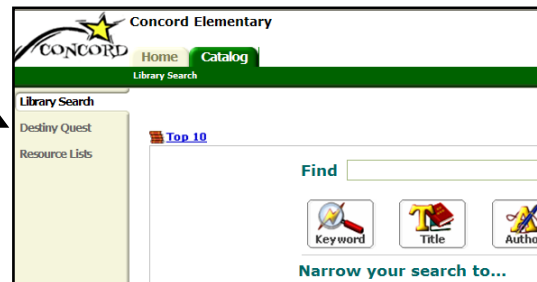 CONCORD
Concord Elementary
Home Catalog
Library Search
Library Search
Destiny Quest
Resource Lists
Top 10
Find
Keyword Title Autho
Narrow your search to...